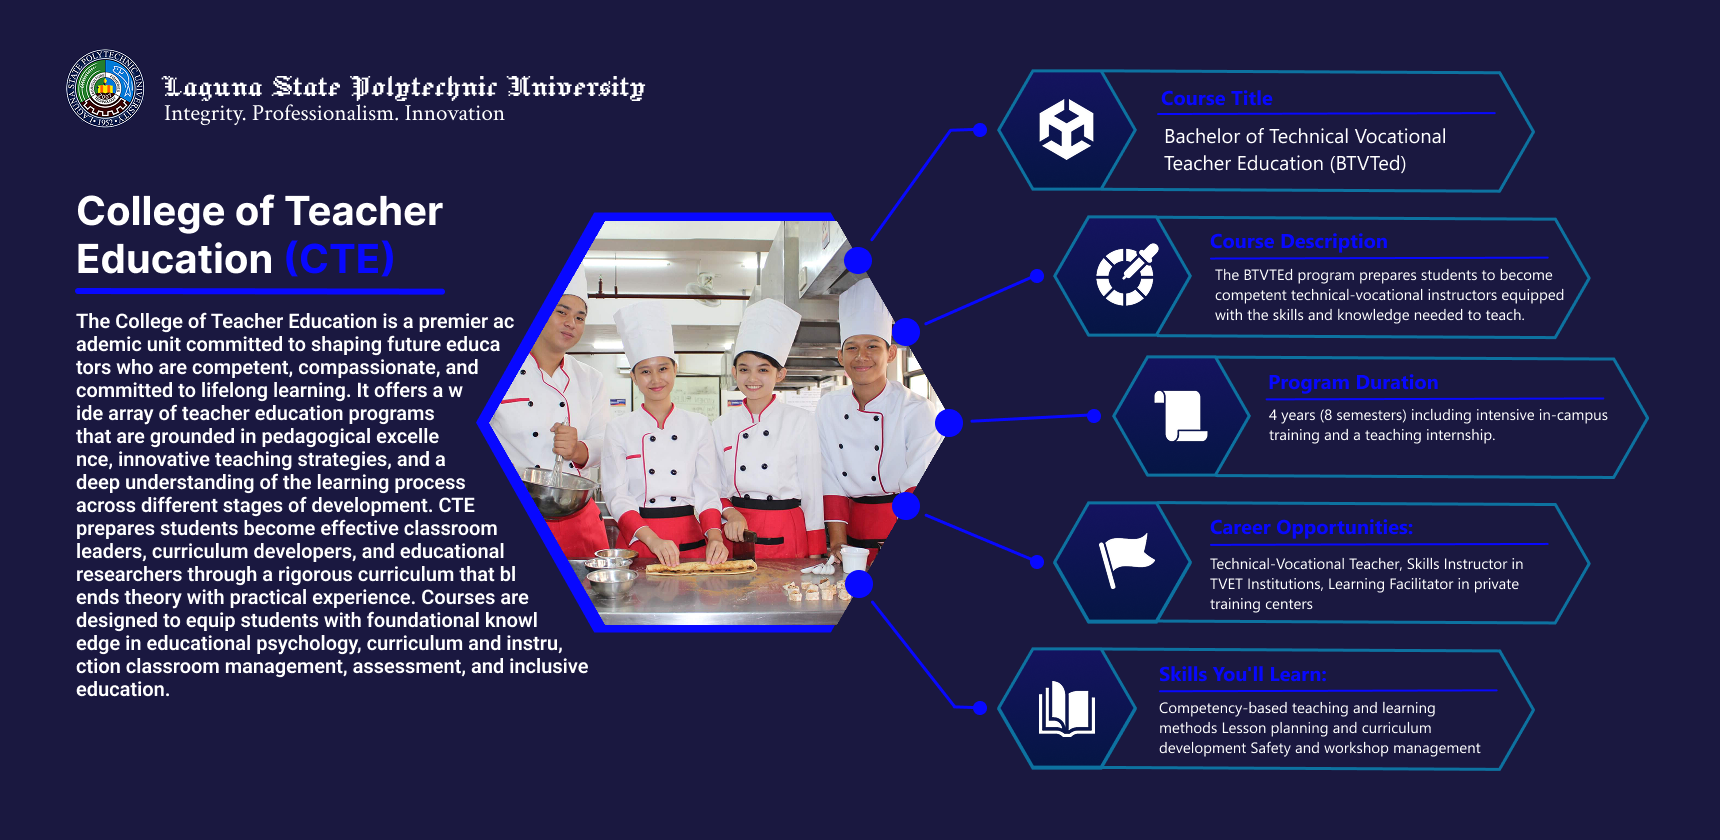 Laguna State Polytechnic University
Integrity. Professionalism. Innovation
College of Teacher
Education (CTE)
The College of Teacher Education is a premier ac
ademic unit committed to shaping future educa
tors who are competent, compassionate, and
committed to lifelong learning. It offers a w
ide array of teacher education programs
that are grounded in pedagogical excelle
nce, innovative teaching strategies, and a
deep understanding of the learning process
across different stages of development. CTE
prepares students become effective classroom
leaders, curriculum developers, and educational
researchers through a rigorous curriculum that bl
ends theory with practical experience. Courses are
designed to equip students with foundational knowl
edge in educational psychology, curriculum and instru,
ction classroom management, assessment, and inclusive
education.
Course Title
Bachelor of Technical Vocational
Teacher Education (BTVTed)
Course Description
The BTVTEd program prepares students to become
competent technical-vocational instructors equipped
with the skills and knowledge needed to teach.
Program Duration
4 years (8 semesters) including intensive in-campus
training and a teaching internship.
Career Opportunities:
Technical-Vocational Teacher, Skills Instructor in
TVET Institutions, Learning Facilitator in private
training centers
Skills You'll Learn:
Competency-based teaching and learning
methods Lesson planning and curriculum
development Safety and workshop management
LAGUNA STATE POLYTECHNIC UNIVERSITY
1952